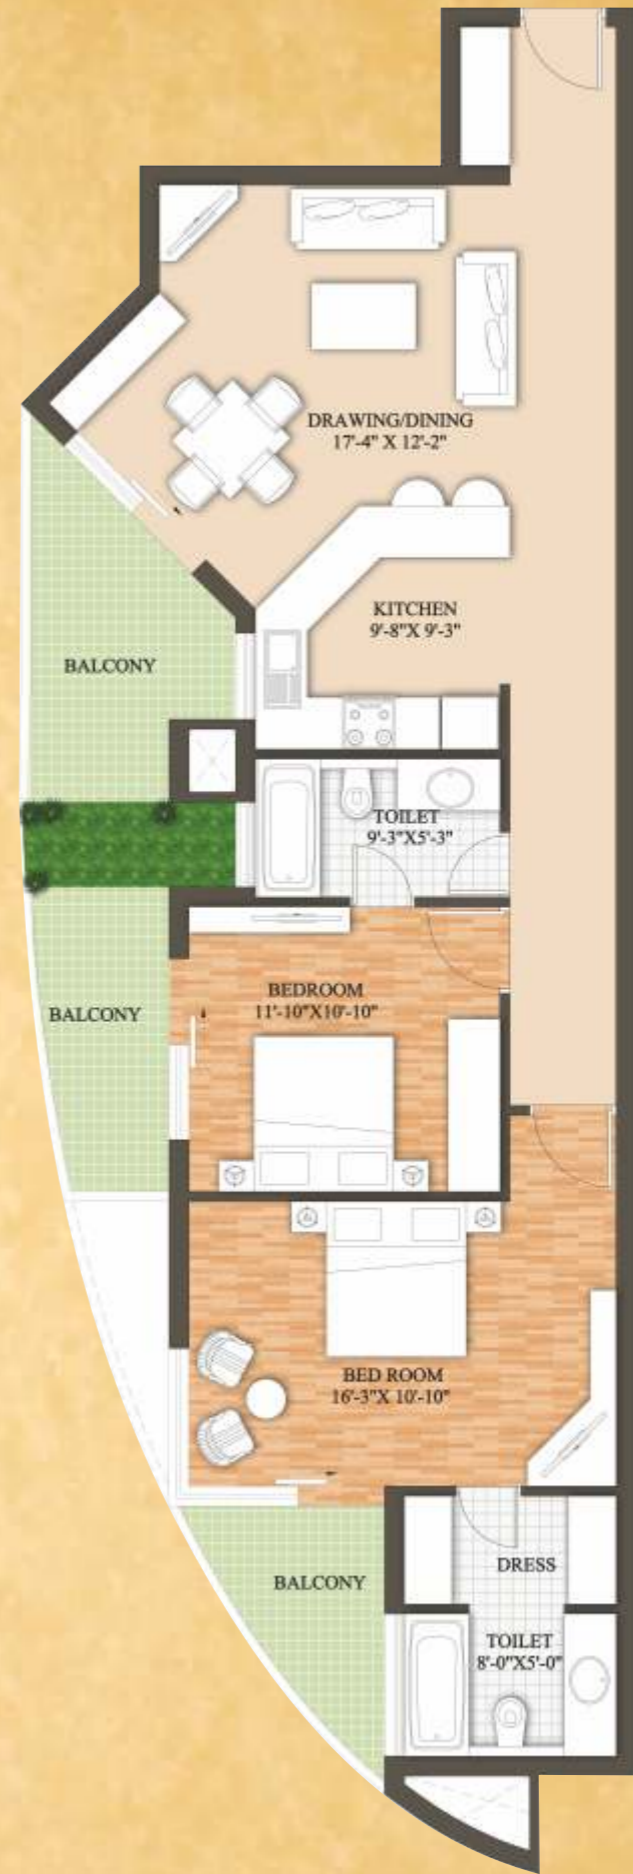 DRAWING/DINING
17'-4" X 12'-2"
KITCHEN
9'-8"X 9'-3"
BALCONY
TOILET
9'-3"X5'-3"
BEDROOM
11'-10"X10'-10"
BALCONY
BED ROOM
16'-3"X 10'-10"
DRESS
BALCONY
TOILET
8'-0"X5'-0"